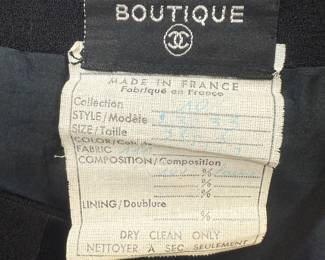 BOUTIQUE
MADE IN FRANCE
Fabriqué en France
Collection
STYLE/Modèle
SIZE/Taille
COLOR/
FABRIC
COMPOSITION/Composition
%
%
%
LINING/Doublure
%
DRY CLEAN ONLY
NETTOYER À SEC SEULEMENT